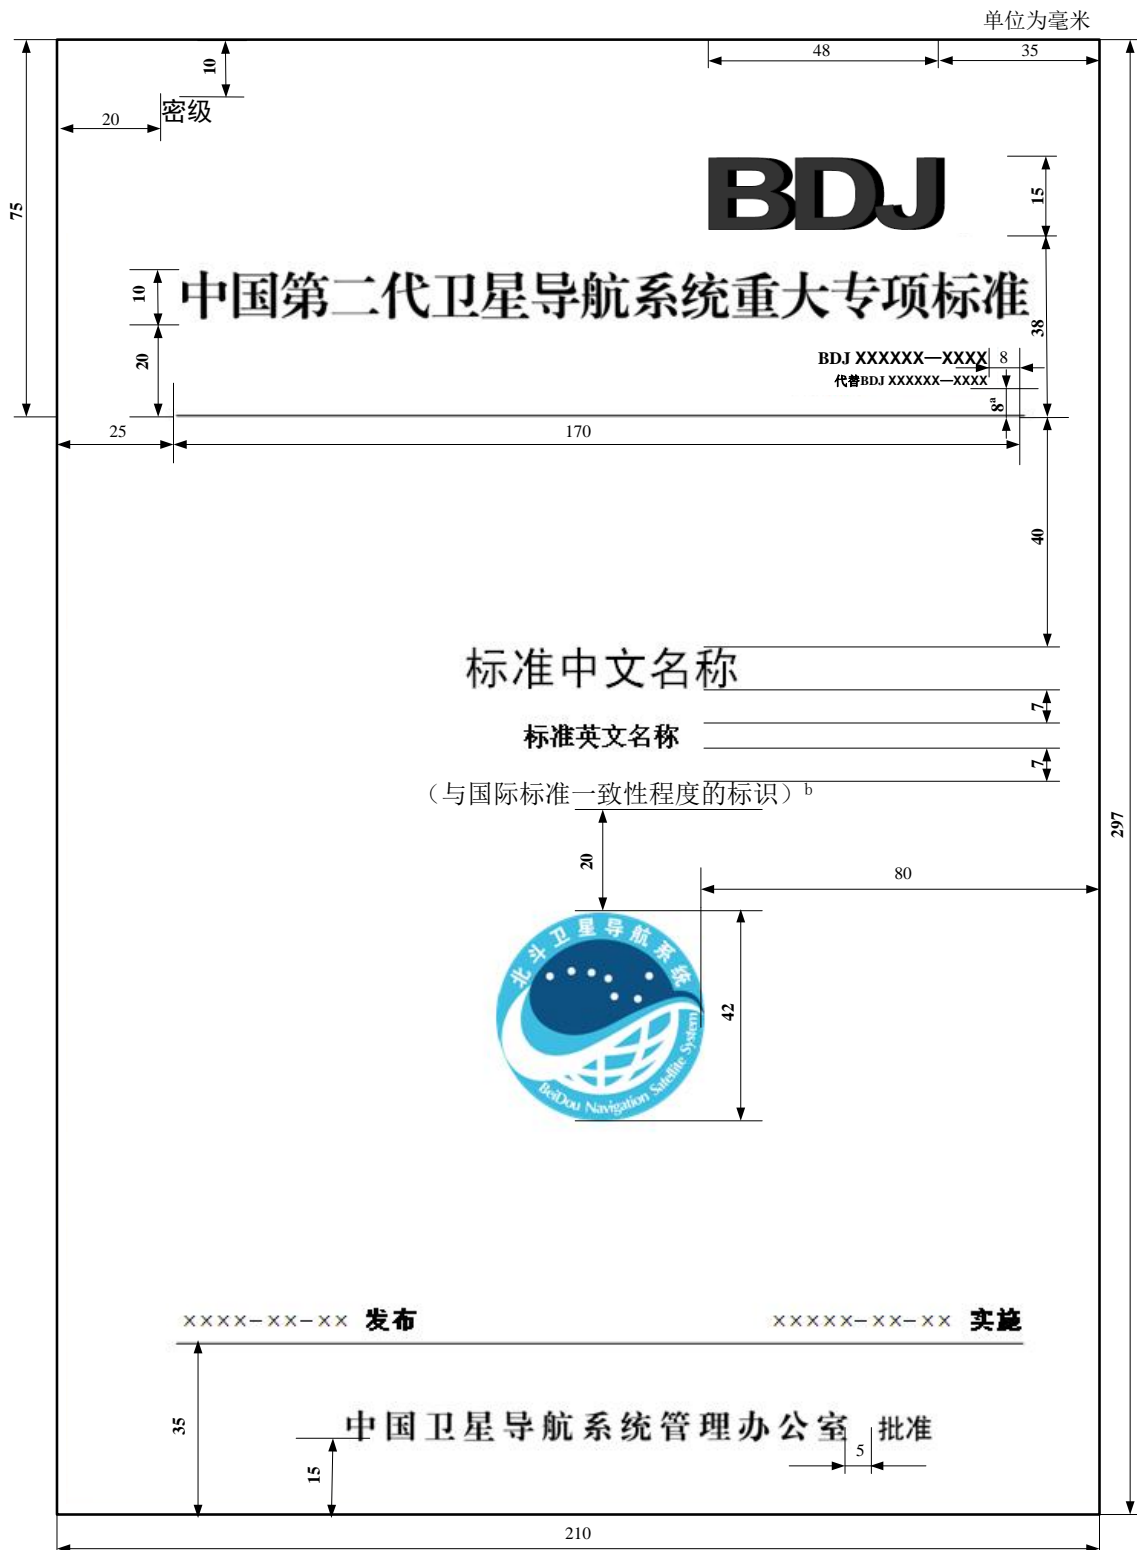 单位为毫米
48
35
10
20
密级
75
BDJ
15
10
中国第二代卫星导航系统重大专项标准
38
20
BDJ XXXXXX—XXXX
8
代替BDJ XXXXXX—XXXX
8ᵃ
25
170
40
标准中文名称
7
标准英文名称
7
（与国际标准一致性程度的标识）ᵇ
297
20
80
北斗卫星导航系统
42
BeiDou Navigation Satellite System
××××-××-×× 发布
×××××-××-×× 实施
35
中国卫星导航系统管理办公室 批准
5
15
210